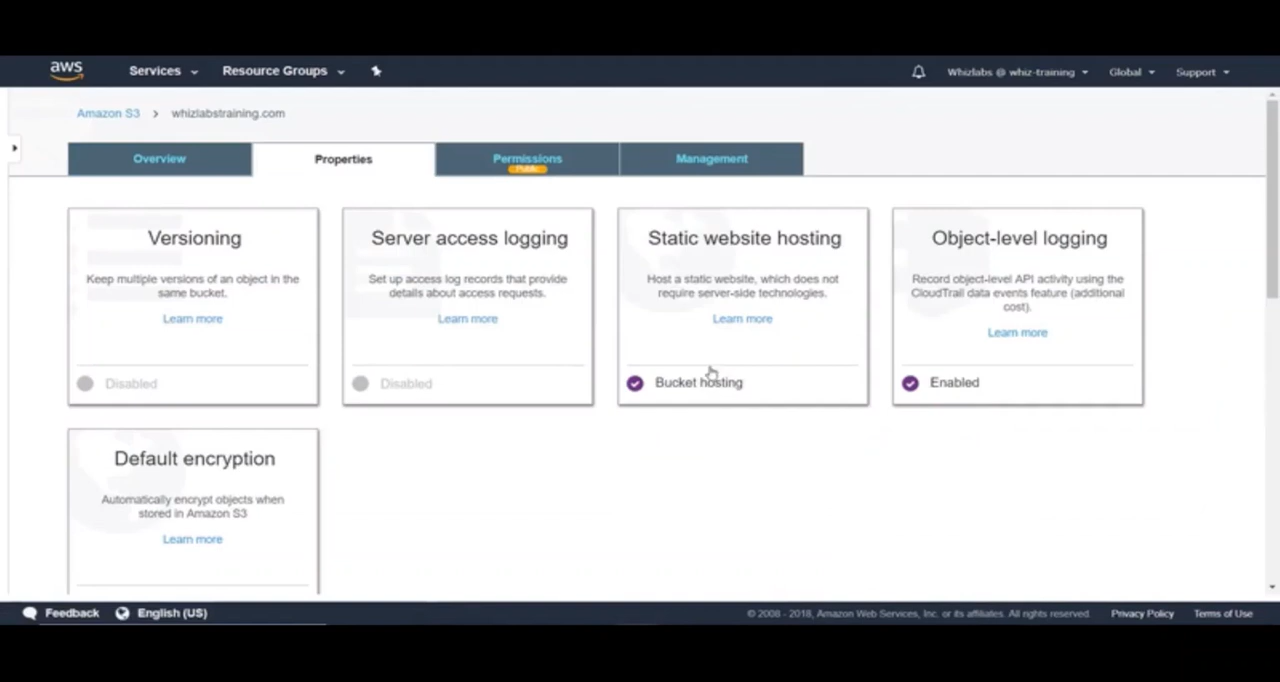 aws Services Resource Groups Whizlabs @ whiz-training Global Support
Amazon S3 whizlabstraining.com
Overview Properties Permissions Management
Public
Versioning
Keep multiple versions of an object in the
same bucket.
Learn more
Disabled
Server access logging
Set up access log records that provide
details about access requests.
Learn more
Disabled
Static website hosting
Host a static website, which does not
require server-side technologies.
Learn more
Bucket hosting
Object-level logging
Record object-level API activity using the
CloudTrail data events feature (additional
cost).
Learn more
Enabled
Default encryption
Automatically encrypt objects when
stored in Amazon S3
Learn more
Feedback English (US) © 2008 - 2018, Amazon Web Services, Inc. or its affiliates. All rights reserved. Privacy Policy Terms of Use